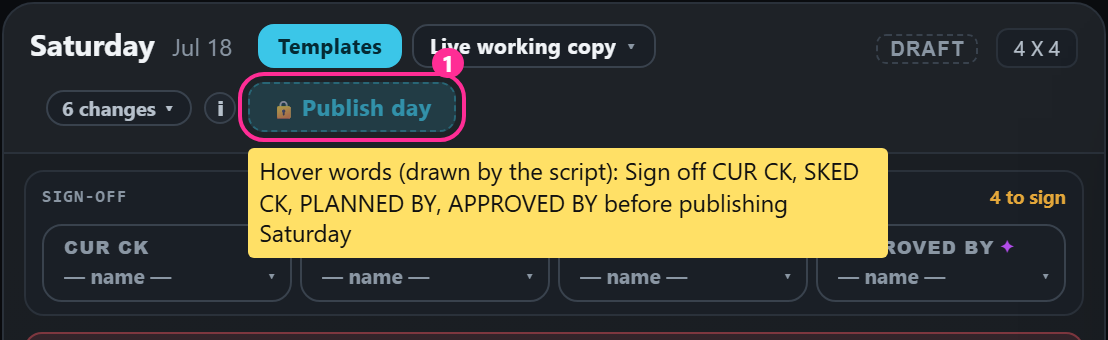 Saturday Jul 18 Templates Live working copy DRAFT 4 X 4
1
6 changes i Publish day
Hover words (drawn by the script): Sign off CUR CK, SKED
CK, PLANNED BY, APPROVED BY before publishing
Saturday
SIGN-OFF 4 to sign
CUR CK ROVED BY
— name — — name — — name — — name —